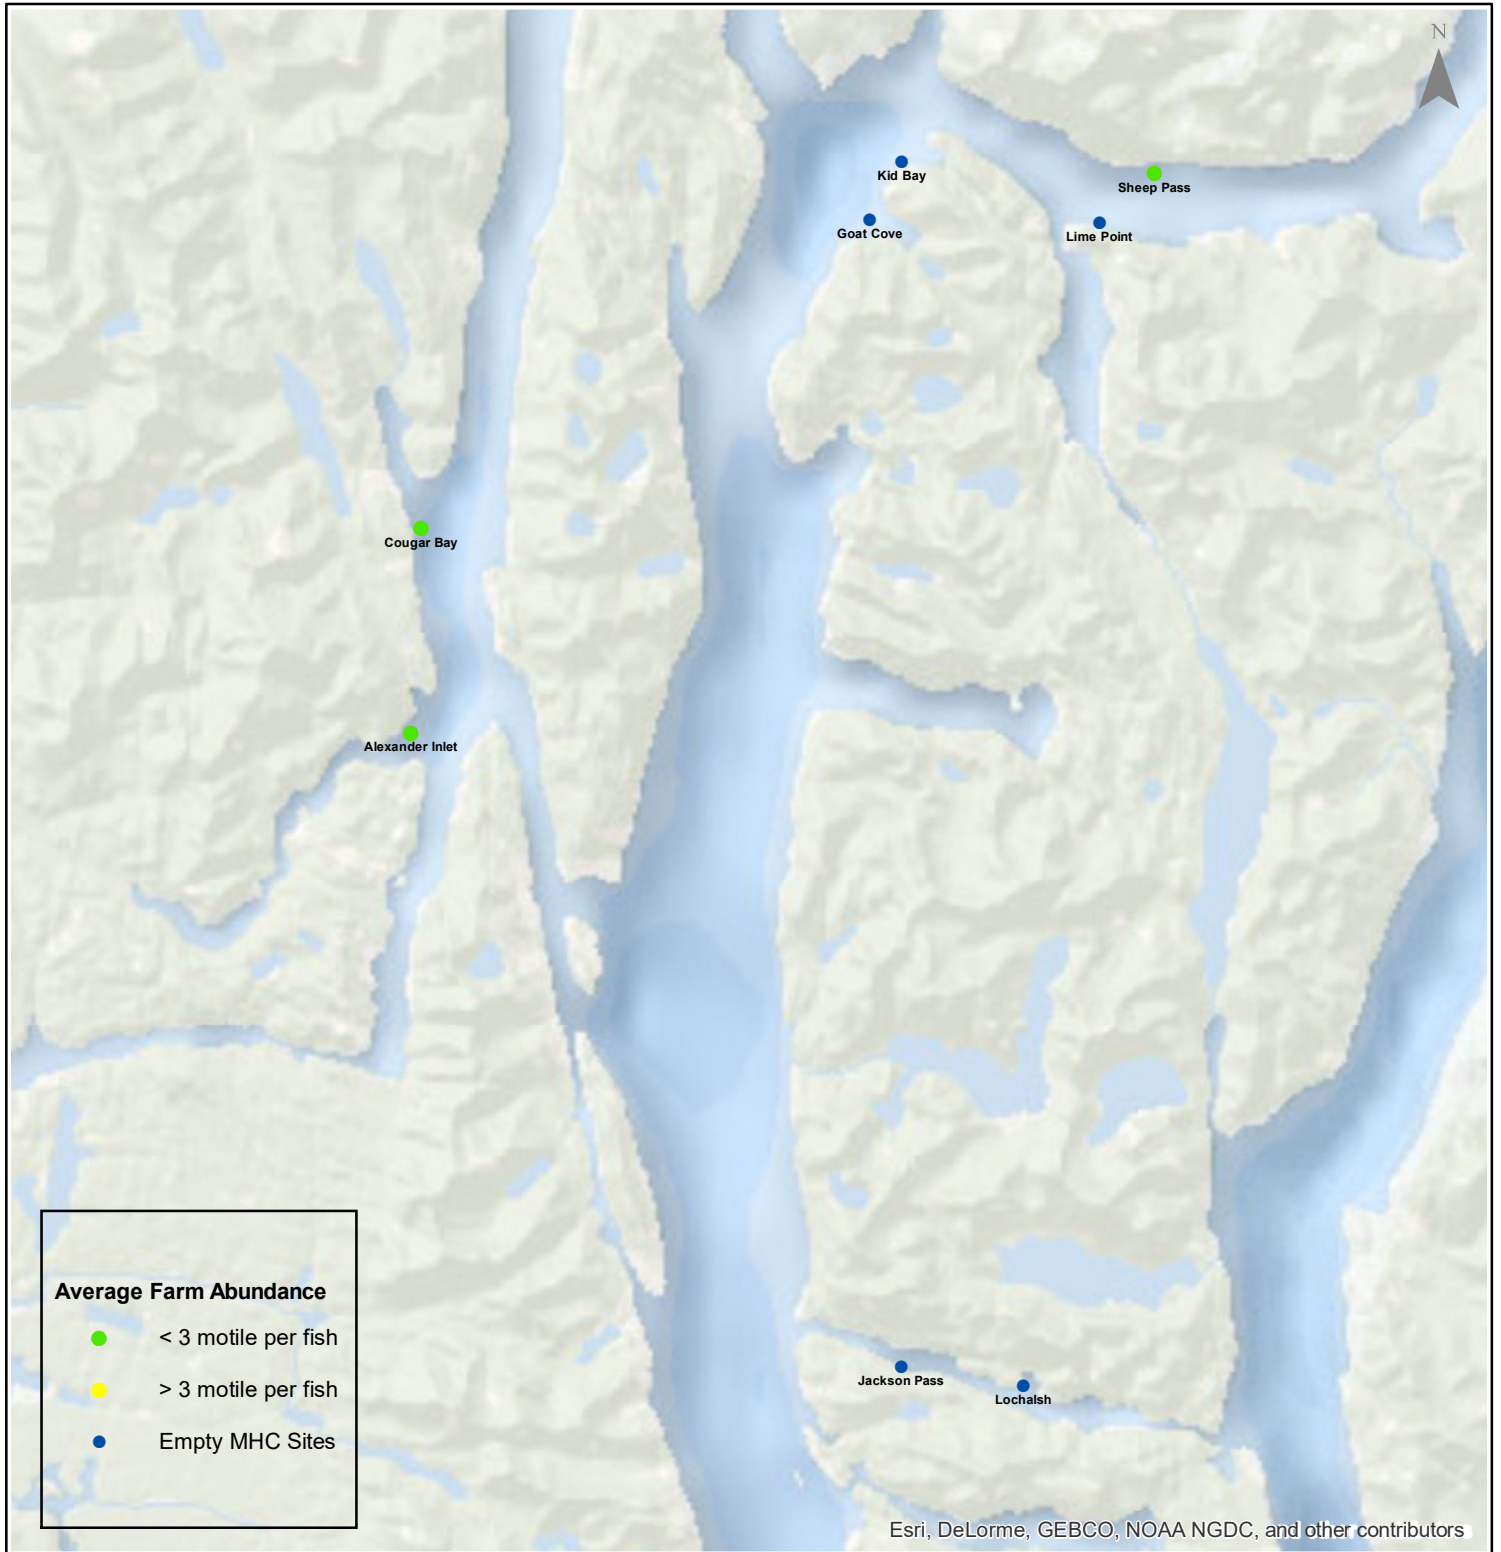 N
Kid Bay
Sheep Pass
Goat Cove
Lime Point
Cougar Bay
Alexander Inlet
Average Farm Abundance
< 3 motile per fish
> 3 motile per fish
Empty MHC Sites
Jackson Pass
Lochalsh
Esri, DeLorme, GEBCO, NOAA NGDC, and other contributors